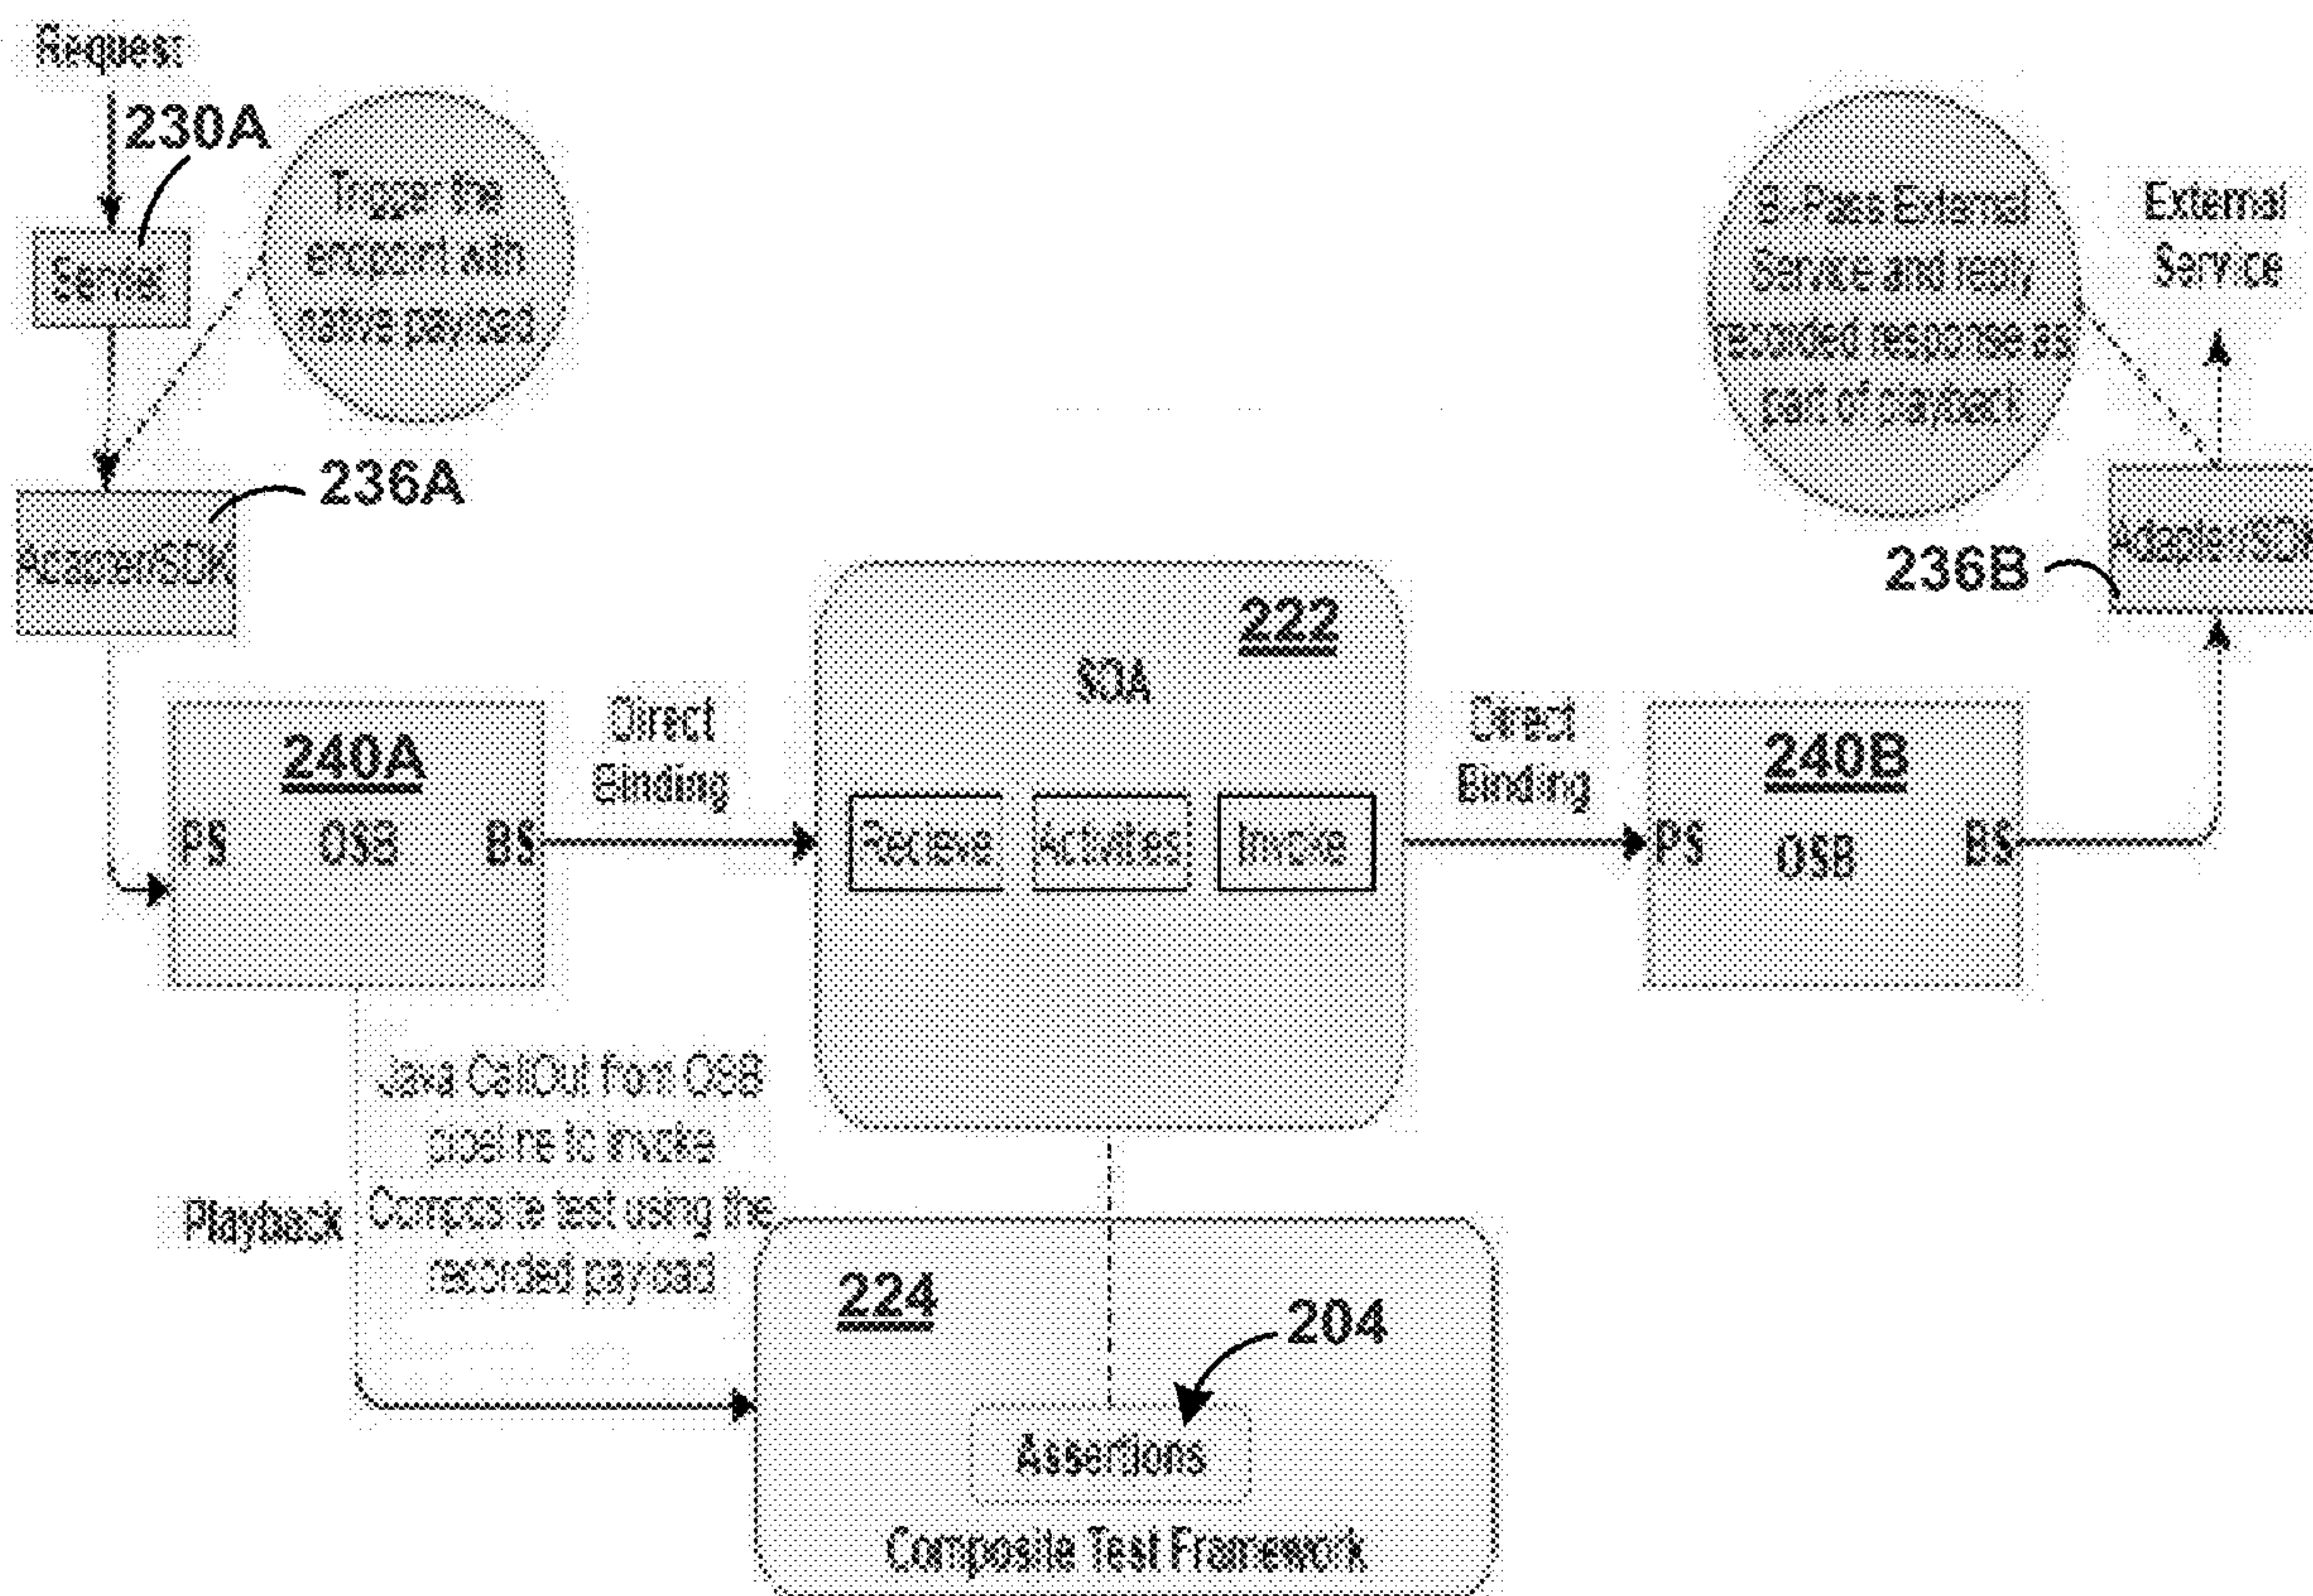 Request
230A
Trigger the
endpoint with
native payload
236A
240A
PS OSB BS
Direct
Binding
222
SOA
Recieve Activities Invoke
Direct
Binding
240B
PS OSB BS
Bi-Pass External
Service and reply
recorded response as
part of playback
External
Service
236B
Java CallOut from OSB
pipeline to invoke
Composite test using the
recorded payload
Playback
224
204
Assertions
Composite Test Framework